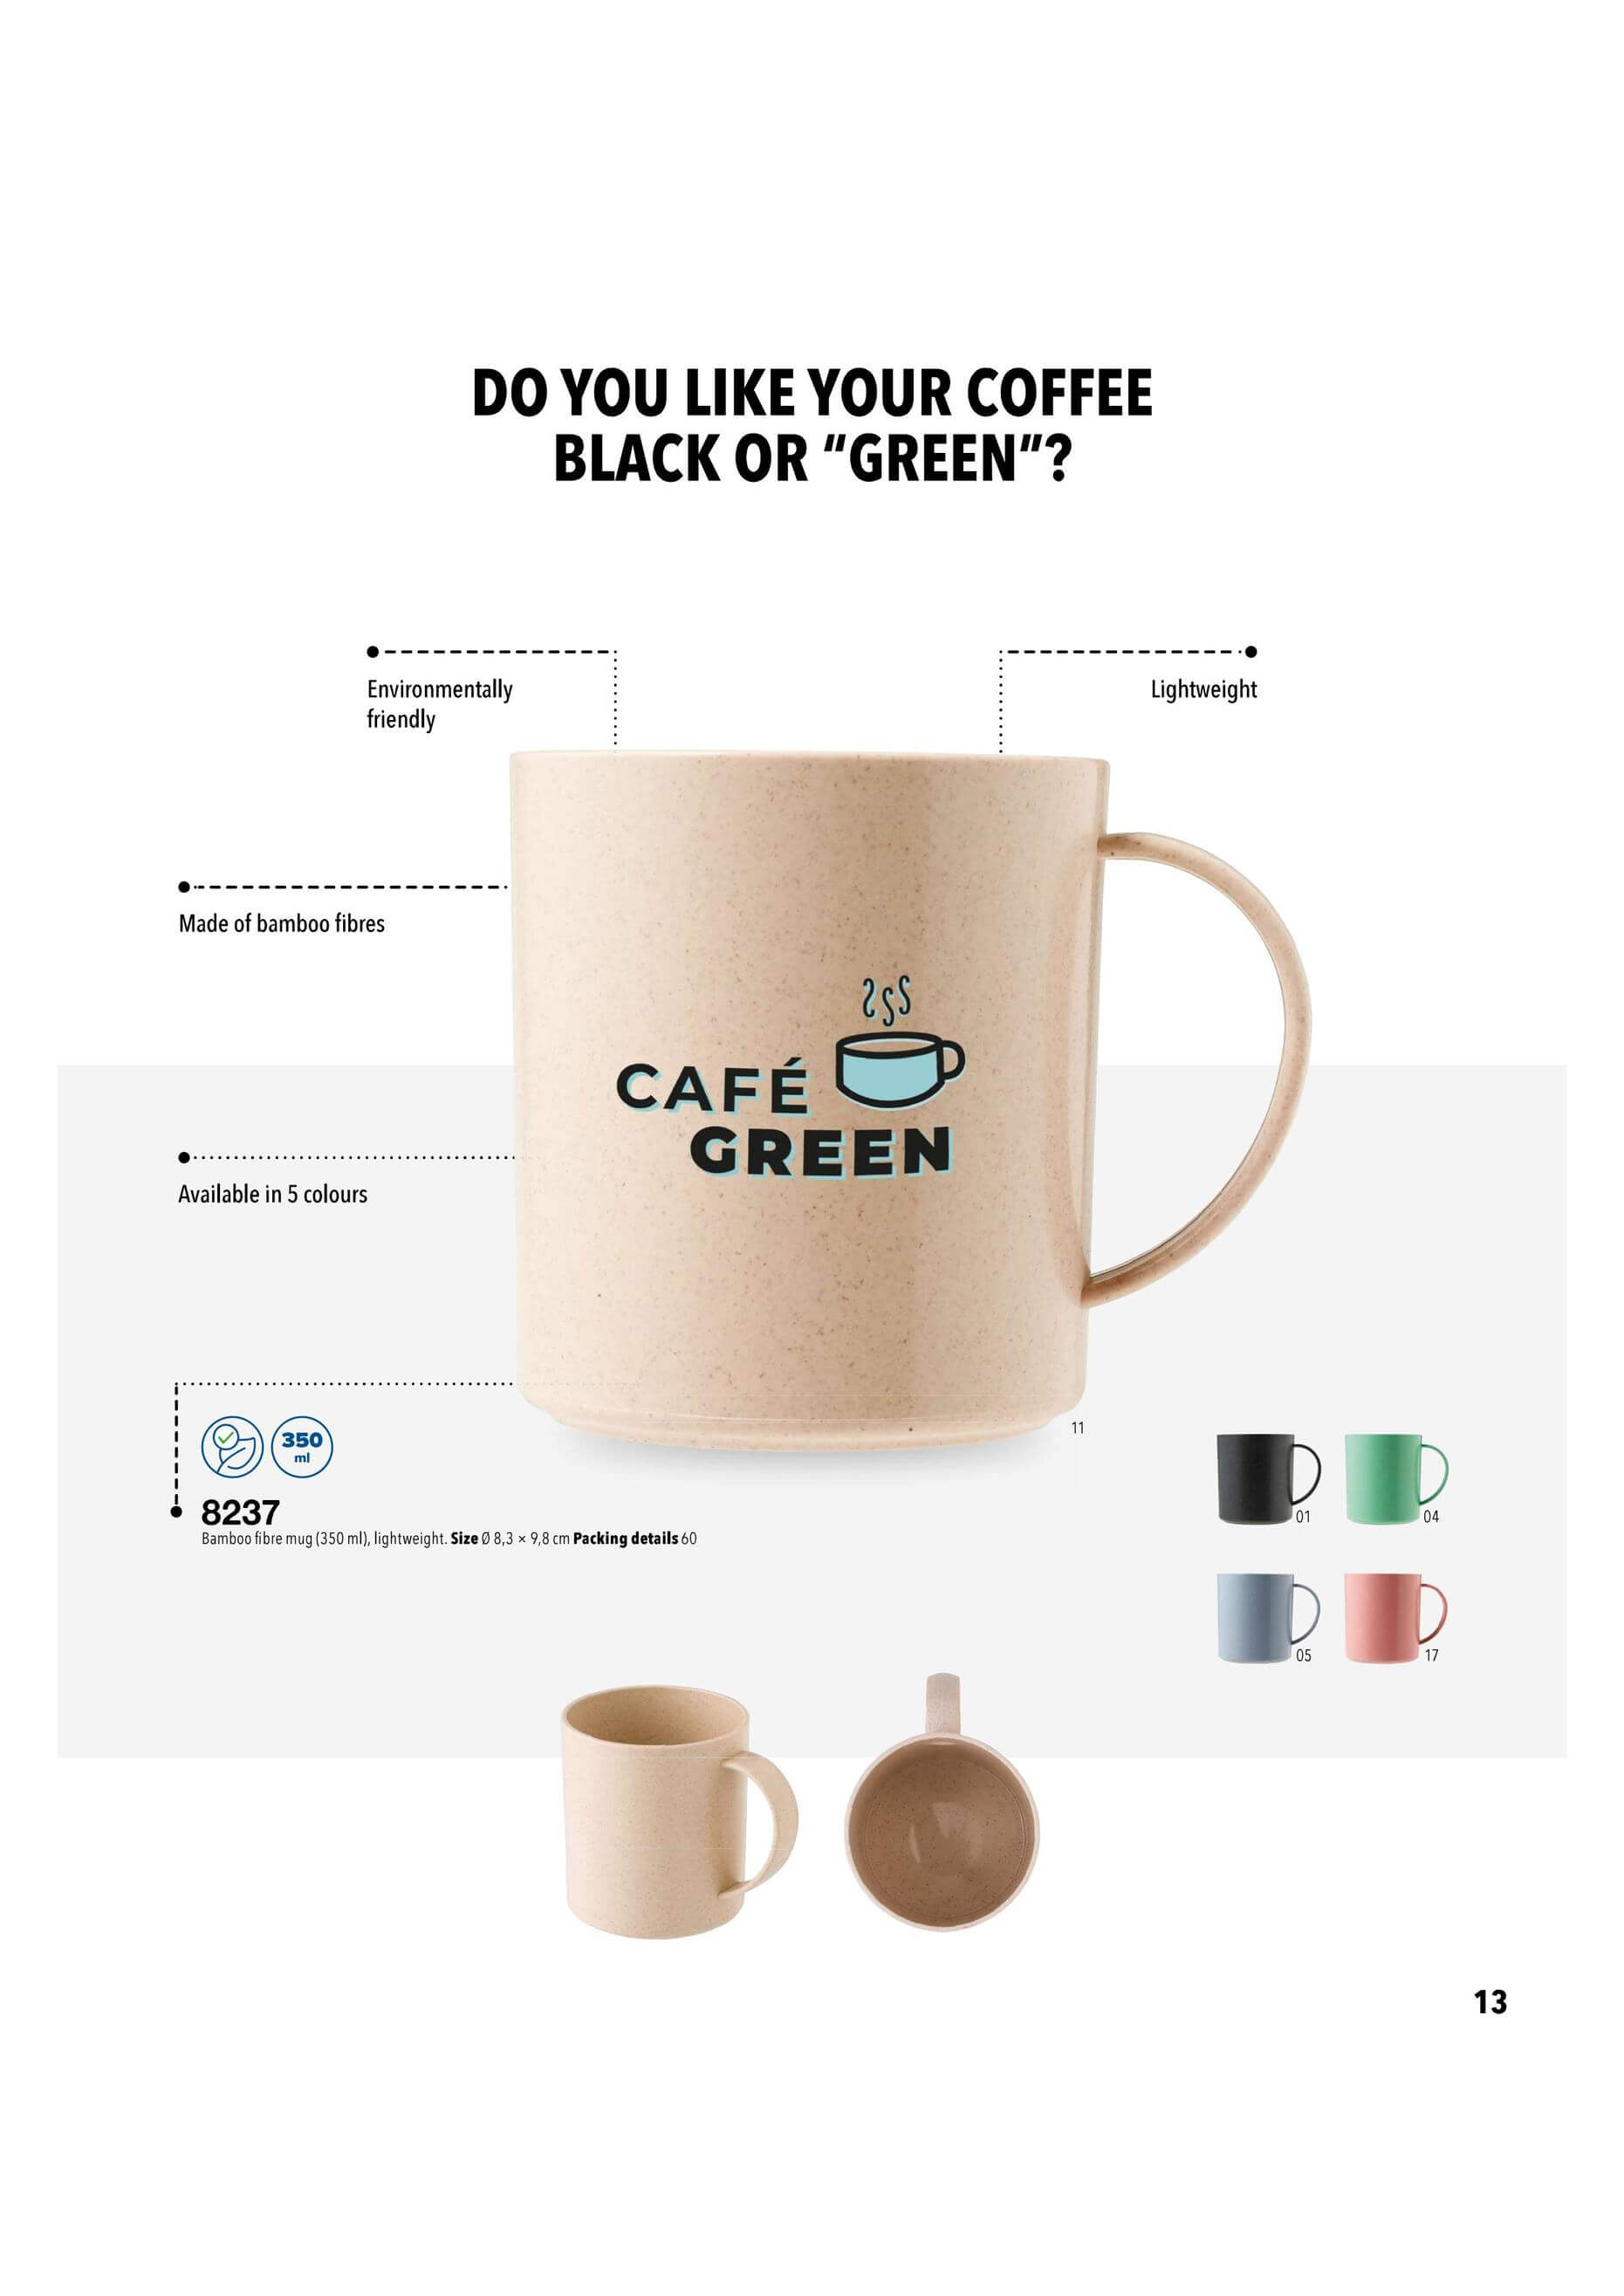 DO YOU LIKE YOUR COFFEE
BLACK OR “GREEN”?
Environmentally
friendly
Lightweight
Made of bamboo fibres
CAFÉ
GREEN
Available in 5 colours
11
350
ml
8237
Bamboo fibre mug (350 ml), lightweight. Size Ø 8,3 × 9,8 cm Packing details 60
01
04
05
17
13